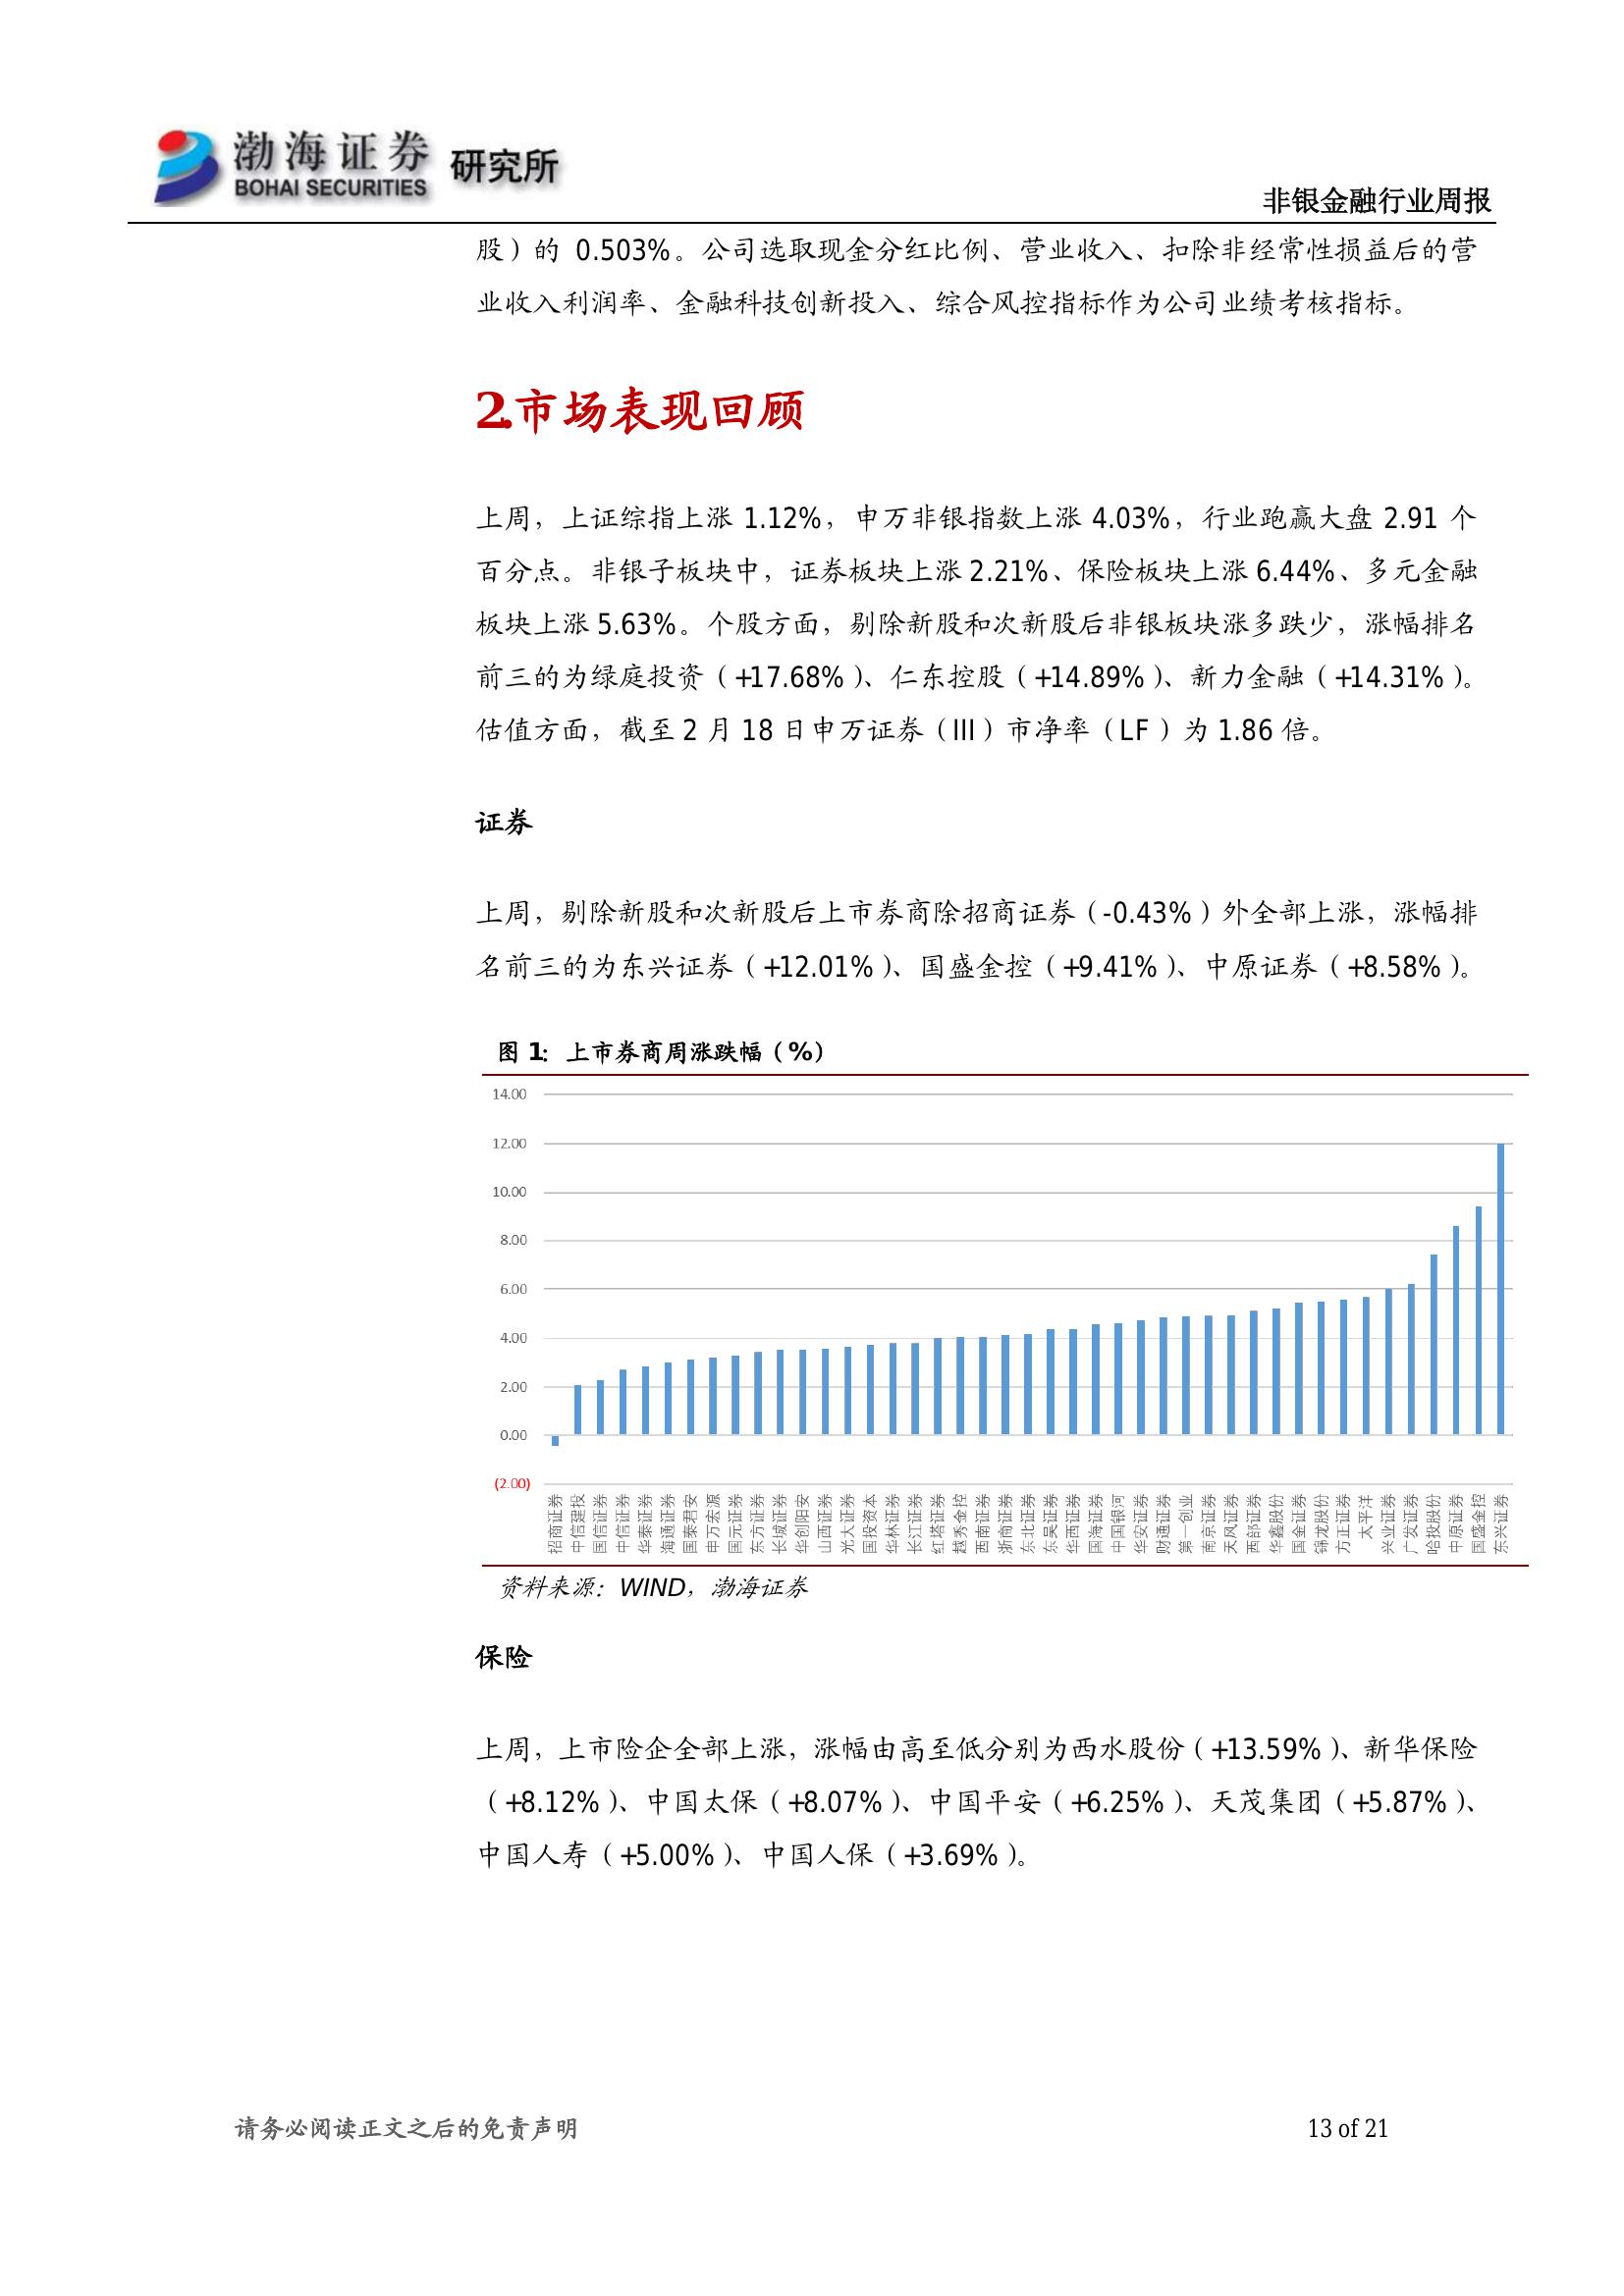 渤海证券 研究所
BOHAI SECURITIES
非银金融行业周报
股）的 0.503%。公司选取现金分红比例、营业收入、扣除非经常性损益后的营
业收入利润率、金融科技创新投入、综合风控指标作为公司业绩考核指标。
2.市场表现回顾
上周，上证综指上涨 1.12%，申万非银指数上涨 4.03%，行业跑赢大盘 2.91 个
百分点。非银子板块中，证券板块上涨 2.21%、保险板块上涨 6.44%、多元金融
板块上涨 5.63%。个股方面，剔除新股和次新股后非银板块涨多跌少，涨幅排名
前三的为绿庭投资（+17.68%）、仁东控股（+14.89%）、新力金融（+14.31%）。
估值方面，截至 2 月 18 日申万证券（III）市净率（LF）为 1.86 倍。
证券
上周，剔除新股和次新股后上市券商除招商证券（-0.43%）外全部上涨，涨幅排
名前三的为东兴证券（+12.01%）、国盛金控（+9.41%）、中原证券（+8.58%）。
图 1：上市券商周涨跌幅（%）
14.00
12.00
10.00
8.00
6.00
4.00
2.00
0.00
(2.00)
招商证券
中信建投
国信证券
中信证券
华泰证券
海通证券
国泰君安
申万宏源
国元证券
东方证券
长城证券
华创阳安
山西证券
光大证券
国投资本
华林证券
长江证券
红塔证券
越秀金控
西南证券
浙商证券
东北证券
东吴证券
华西证券
国海证券
中国银河
华安证券
财通证券
第一创业
南京证券
天风证券
西部证券
华鑫股份
国金证券
锦龙股份
方正证券
太平洋
兴业证券
广发证券
哈投股份
中原证券
国盛金控
东兴证券
资料来源：WIND，渤海证券
保险
上周，上市险企全部上涨，涨幅由高至低分别为西水股份（+13.59%）、新华保险
（+8.12%）、中国太保（+8.07%）、中国平安（+6.25%）、天茂集团（+5.87%）、
中国人寿（+5.00%）、中国人保（+3.69%）。
请务必阅读正文之后的免责声明
13 of 21